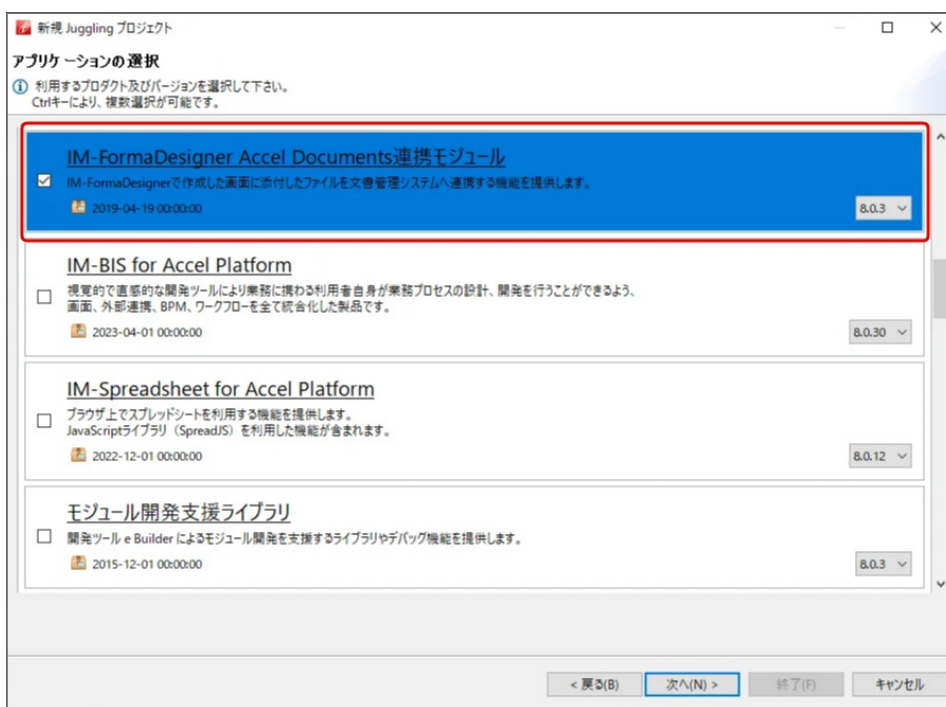 新規 Juggling プロジェクト
アプリケーションの選択
利用するプロダクト及びバージョンを選択して下さい。
Ctrlキーにより、複数選択が可能です。
IM-FormaDesigner Accel Documents連携モジュール
IM-FormaDesignerで作成した画面に添付したファイルを文書管理システムへ連携する機能を提供します。
2019-04-19 00:00:00
8.0.3
IM-BIS for Accel Platform
視覚的で直感的な開発ツールにより業務に携わる利用者自身が業務プロセスの設計、開発を行うことができるよう、
画面、外部連携、BPM、ワークフローを全て統合化した製品です。
2023-04-01 00:00:00
8.0.30
IM-Spreadsheet for Accel Platform
ブラウザ上でスプレッドシートを利用する機能を提供します。
JavaScriptライブラリ（SpreadJS）を利用した機能が含まれます。
2022-12-01 00:00:00
8.0.12
モジュール開発支援ライブラリ
開発ツール e Builder によるモジュール開発を支援するライブラリやデバッグ機能を提供します。
2015-12-01 00:00:00
8.0.3
< 戻る(B)
次へ(N) >
終了(F)
キャンセル